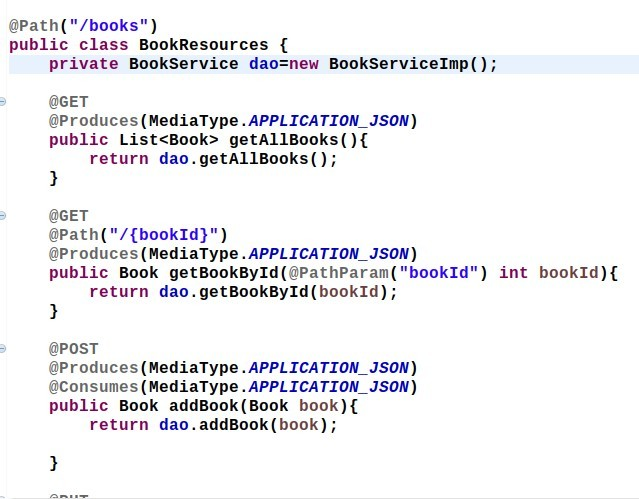 @Path("/books")
public class BookResources {
    private BookService dao=new BookServiceImp();
    @GET
    @Produces(MediaType.APPLICATION_JSON)
    public List<Book> getAllBooks(){
        return dao.getAllBooks();
    }
    @GET
    @Path("/{bookId}")
    @Produces(MediaType.APPLICATION_JSON)
    public Book getBookById(@PathParam("bookId") int bookId){
        return dao.getBookById(bookId);
    }
    @POST
    @Produces(MediaType.APPLICATION_JSON)
    @Consumes(MediaType.APPLICATION_JSON)
    public Book addBook(Book book){
        return dao.addBook(book);
    }
    @PUT